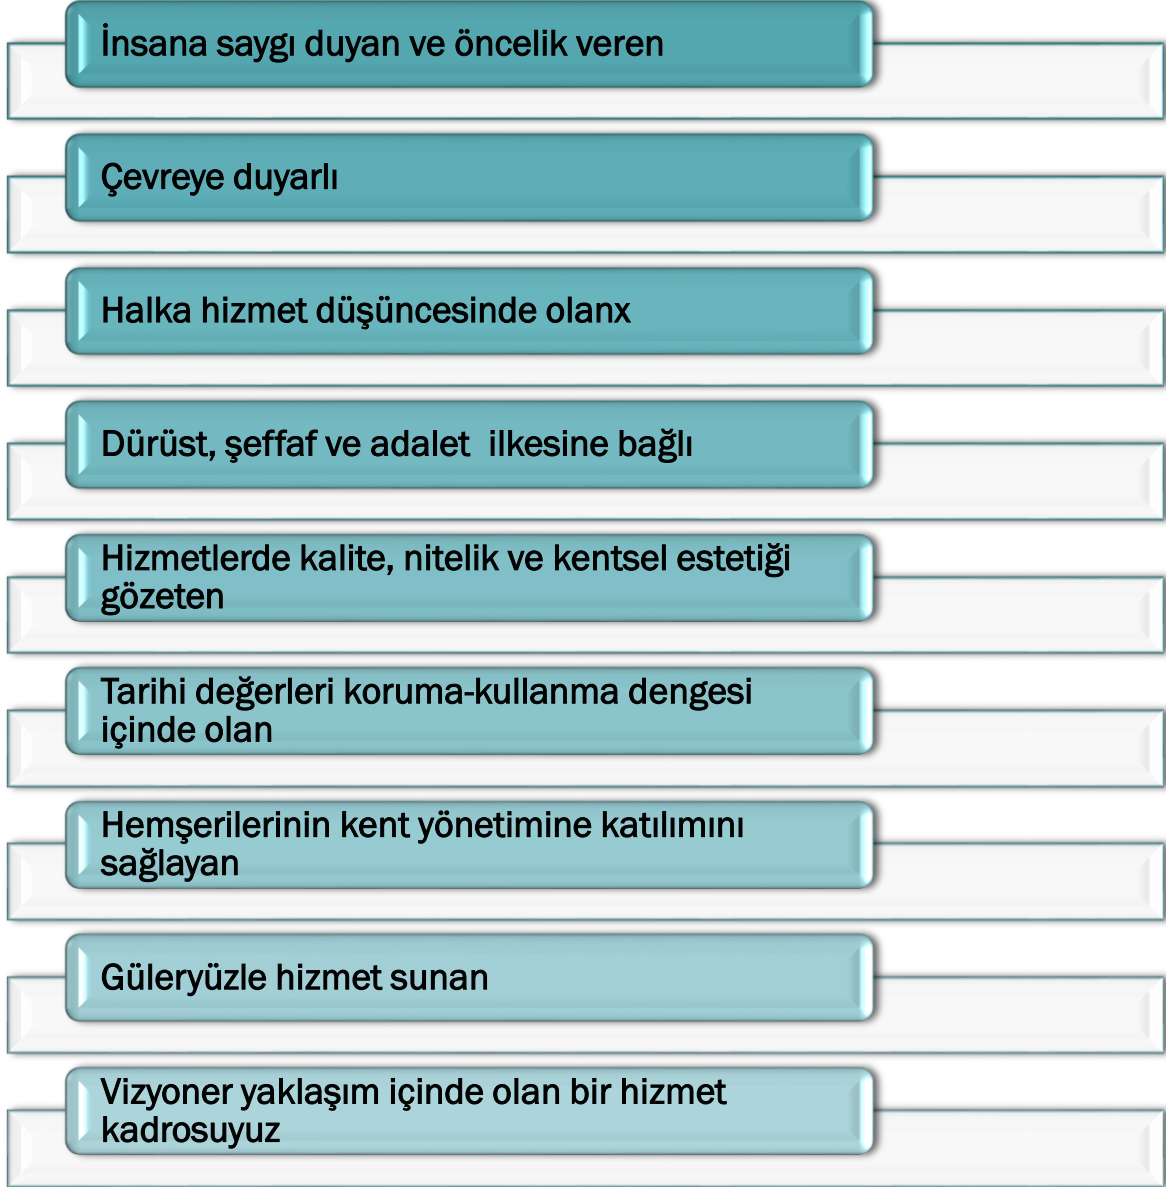 İnsana saygı duyan ve öncelik veren
Çevreye duyarlı
Halka hizmet düşüncesinde olanx
Dürüst, şeffaf ve adalet  ilkesine bağlı
Hizmetlerde kalite, nitelik ve kentsel estetiği
gözeten
Tarihi değerleri koruma-kullanma dengesi
içinde olan
Hemşerilerinin kent yönetimine katılımını
sağlayan
Güleryüzle hizmet sunan
Vizyoner yaklaşım içinde olan bir hizmet
kadrosuyuz